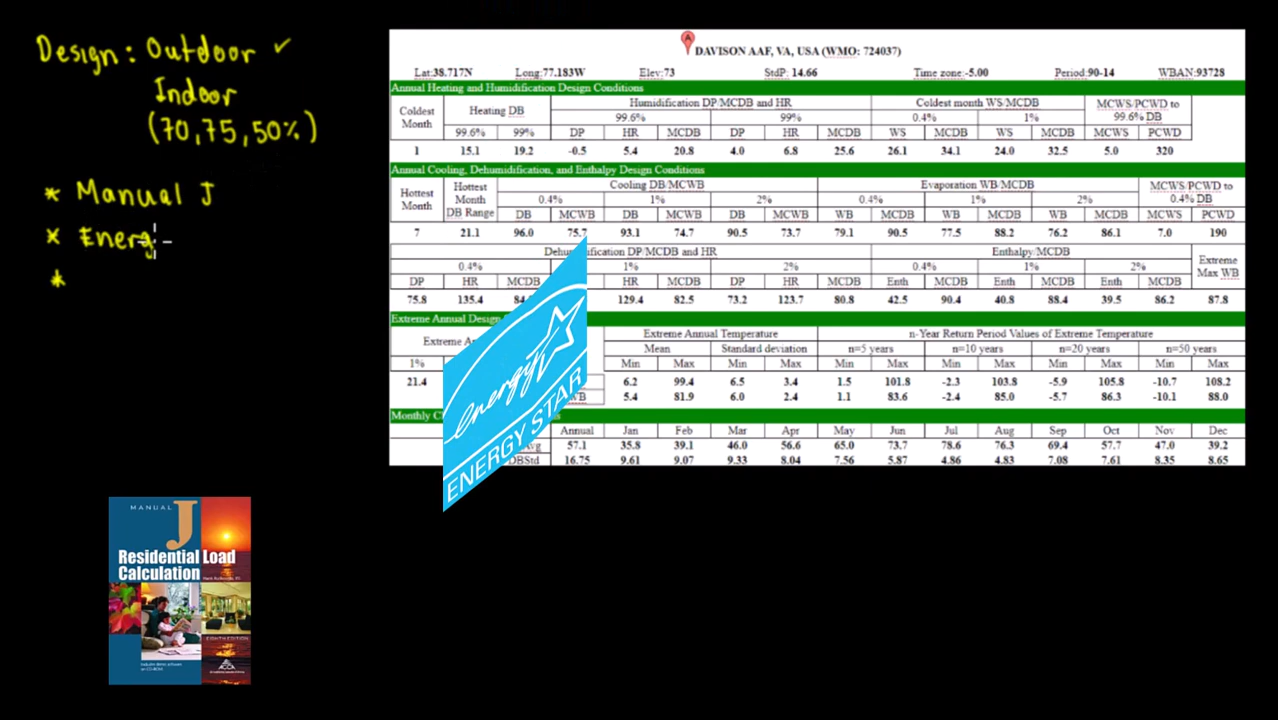 Design: Outdoor ✓
Indoor
(70,75,50%)
* Manual J
* Energ
*
A DAVISON AAF, VA, USA (WMO: 724037)
Lat:38.717N Long:77.183W Elev:73 StdP: 14.66 Time zone:-5.00 Period:90-14 WBAN:93728
Annual Heating and Humidification Design Conditions
Coldest Month Heating DB Humidification DP/MCDB and HR Coldest month WS/MCDB MCWS/PCWD to 99.6% DB
99.6% 99% 0.4% 1%
99.6% 99% DP HR MCDB DP HR MCDB WS MCDB WS MCDB MCWS PCWD
1 15.1 19.2 -0.5 5.4 20.8 4.0 6.8 25.6 26.1 34.1 24.0 32.5 5.0 320
Annual Cooling, Dehumidification, and Enthalpy Design Conditions
Hottest Month Hottest Month DB Range Cooling DB/MCWB Evaporation WB/MCDB MCWS/PCWD to 0.4% DB
0.4% 1% 2% 0.4% 1% 2%
DB MCWB DB MCWB DB MCWB WB MCDB WB MCDB WB MCDB MCWS PCWD
7 21.1 96.0 75.7 93.1 74.7 90.5 73.7 79.1 90.5 77.5 88.2 76.2 86.1 7.0 190
Dehumidification DP/MCDB and HR Enthalpy/MCDB Extreme Max WB
0.4% 1% 2% 0.4% 1% 2%
DP HR MCDB HR MCDB DP HR MCDB Enth MCDB Enth MCDB Enth MCDB
75.8 135.4 84. 129.4 82.5 73.2 123.7 80.8 42.5 90.4 40.8 88.4 39.5 86.2 87.8
Extreme Annual Design
Extreme An Extreme Annual Temperature n-Year Return Period Values of Extreme Temperature
Mean Standard deviation n=5 years n=10 years n=20 years n=50 years
1% Min Max Min Max Min Max Min Max Min Max Min Max
21.4 6.2 99.4 6.5 3.4 1.5 101.8 -2.3 103.8 -5.9 105.8 -10.7 108.2
WB 5.4 81.9 6.0 2.4 1.1 83.6 -2.4 85.0 -5.7 86.3 -10.1 88.0
Monthly Cl
Annual Jan Feb Mar Apr May Jun Jul Aug Sep Oct Nov Dec
vg 57.1 35.8 39.1 46.0 56.6 65.0 73.7 78.6 76.3 69.4 57.7 47.0 39.2
DBStd 16.75 9.61 9.07 9.33 8.04 7.56 5.87 4.86 4.83 7.08 7.61 8.35 8.65
energy
ENERGY STAR
MANUAL
J
Residential Load
Calculation
EIGHTH EDITION